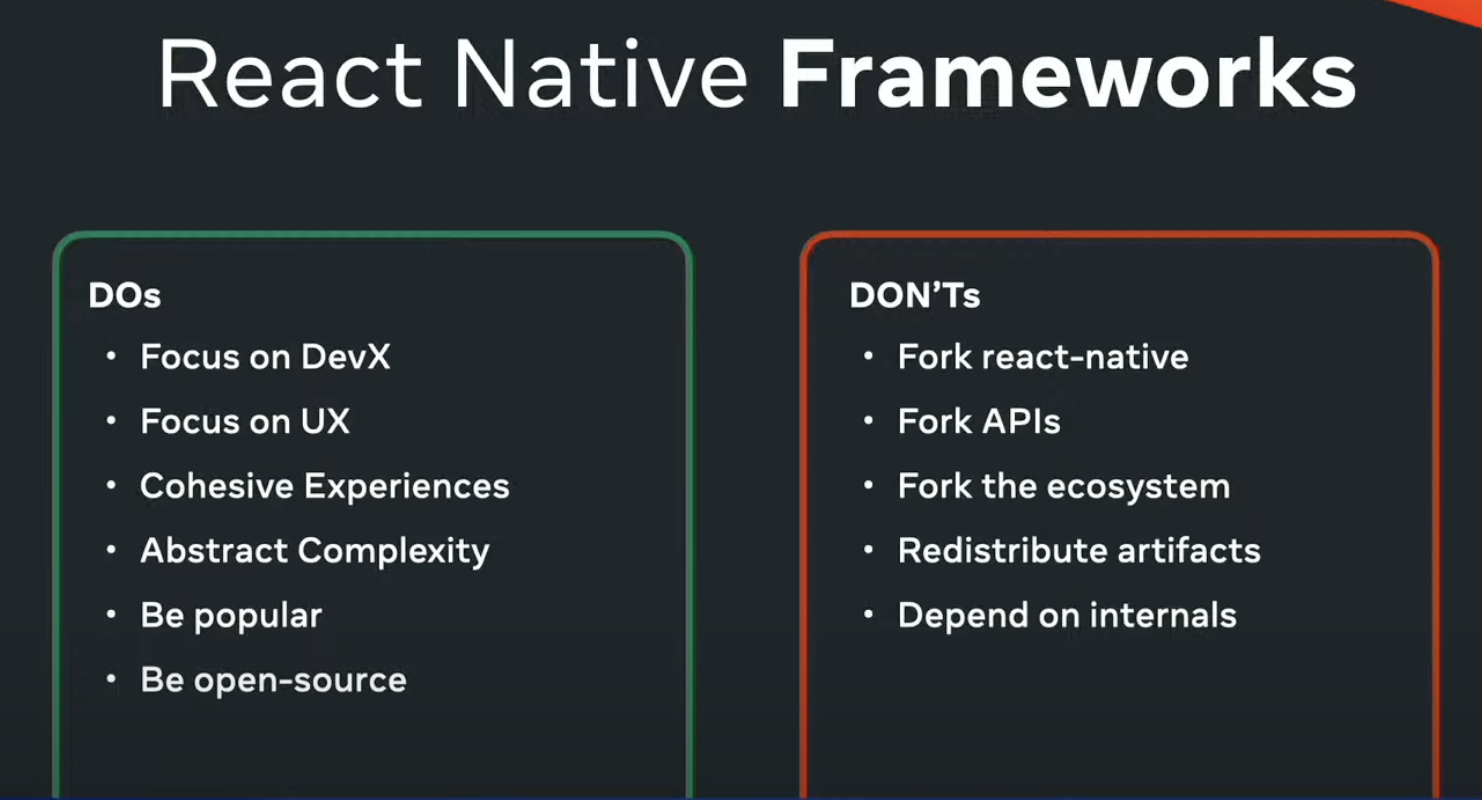 React Native Frameworks
DOs
• Focus on DevX
• Focus on UX
• Cohesive Experiences
• Abstract Complexity
• Be popular
• Be open-source
DON’Ts
• Fork react-native
• Fork APIs
• Fork the ecosystem
• Redistribute artifacts
• Depend on internals